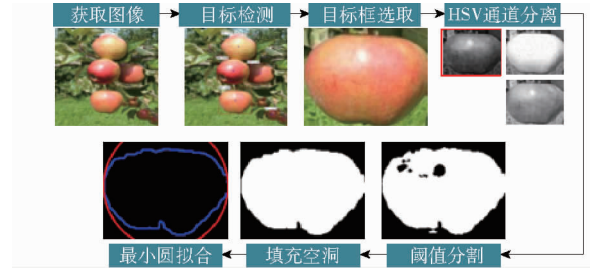 获取图像
目标检测
目标框选取
HSV通道分离
最小圆拟合
填充空洞
阈值分割